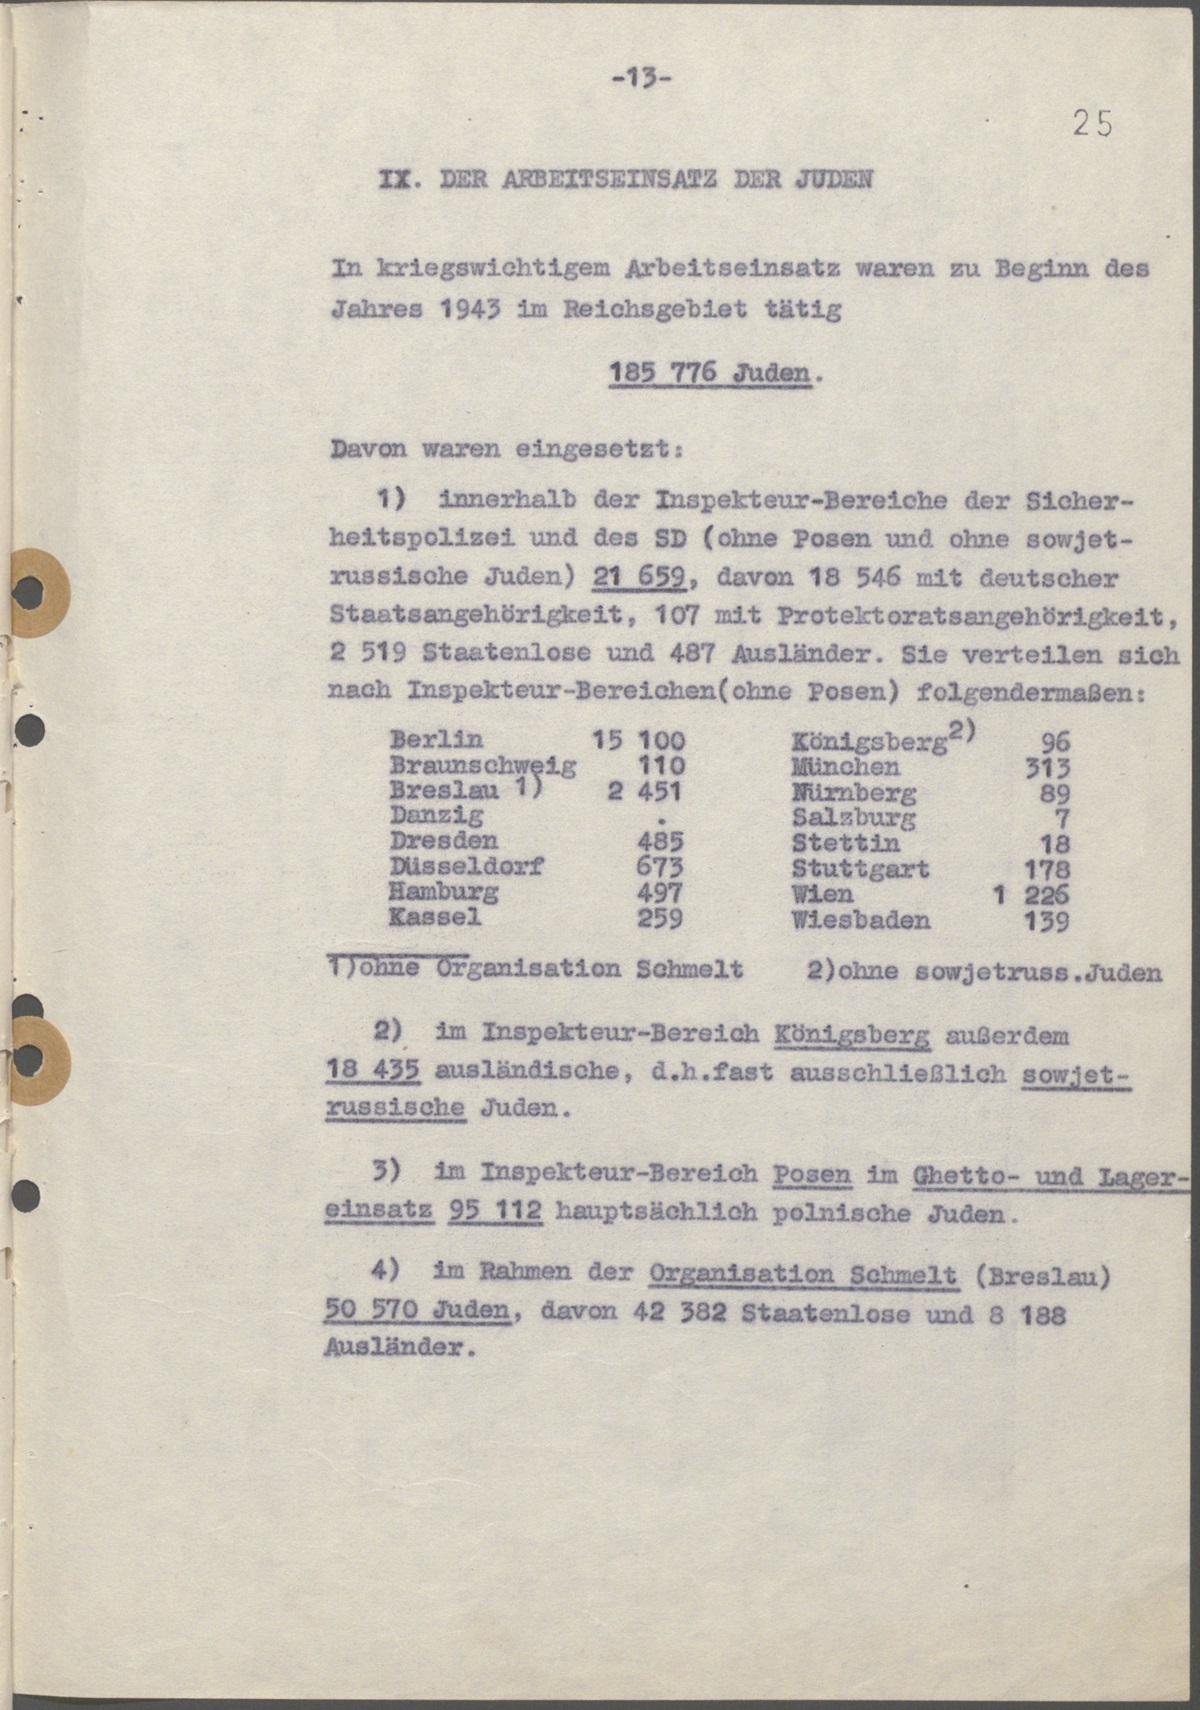 -13-
25
IX. DER ARBEITSEINSATZ DER JUDEN
In kriegswichtigem Arbeitseinsatz waren zu Beginn des
Jahres 1943 im Reichsgebiet tätig
185 776 Juden.
Davon waren eingesetzt:
1) innerhalb der Inspekteur-Bereiche der Sicher-
heitspolizei und des SD (ohne Posen und ohne sowjet-
russische Juden) 21 659, davon 18 546 mit deutscher
Staatsangehörigkeit, 107 mit Protektoratsangehörigkeit,
2 519 Staatenlose und 487 Ausländer. Sie verteilen sich
nach Inspekteur-Bereichen(ohne Posen) folgendermaßen:
Berlin 15 100 Königsberg2) 96
Braunschweig 110 München 313
Breslau 1) 2 451 Nürnberg 89
Danzig . Salzburg 7
Dresden 485 Stettin 18
Düsseldorf 673 Stuttgart 178
Hamburg 497 Wien 1 226
Kassel 259 Wiesbaden 139
1)ohne Organisation Schmelt 2)ohne sowjetruss.Juden
2) im Inspekteur-Bereich Königsberg außerdem
18 435 ausländische, d.h.fast ausschließlich sowjet-
russische Juden.
3) im Inspekteur-Bereich Posen im Ghetto- und Lager-
einsatz 95 112 hauptsächlich polnische Juden.
4) im Rahmen der Organisation Schmelt (Breslau)
50 570 Juden, davon 42 382 Staatenlose und 8 188
Ausländer.